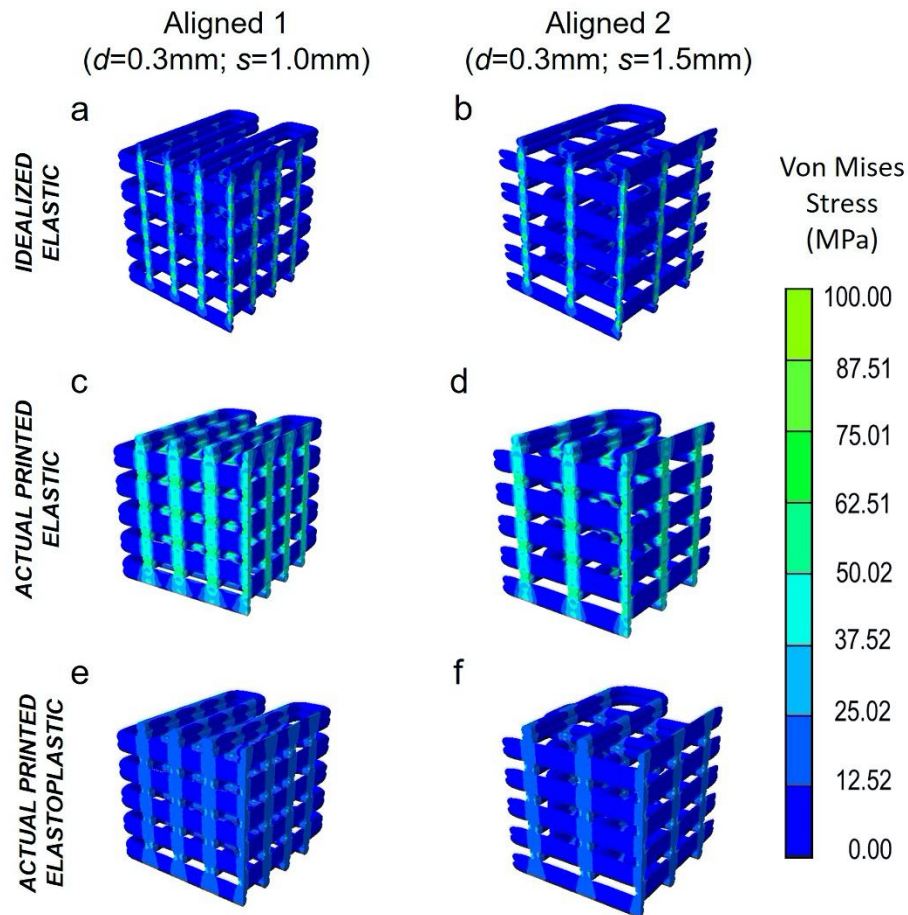 Aligned 1
(d=0.3mm; s=1.0mm)
Aligned 2
(d=0.3mm; s=1.5mm)
a
b
IDEALIZED
ELASTIC
c
d
ACTUAL PRINTED
ELASTIC
e
f
ACTUAL PRINTED
ELASTOPLASTIC
Von Mises
Stress
(MPa)
100.00
87.51
75.01
62.51
50.02
37.52
25.02
12.52
0.00